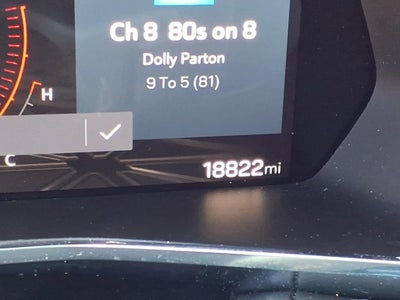 Ch 8 80s on 8
Dolly Parton
9 To 5 (81)
H
C
18822mi